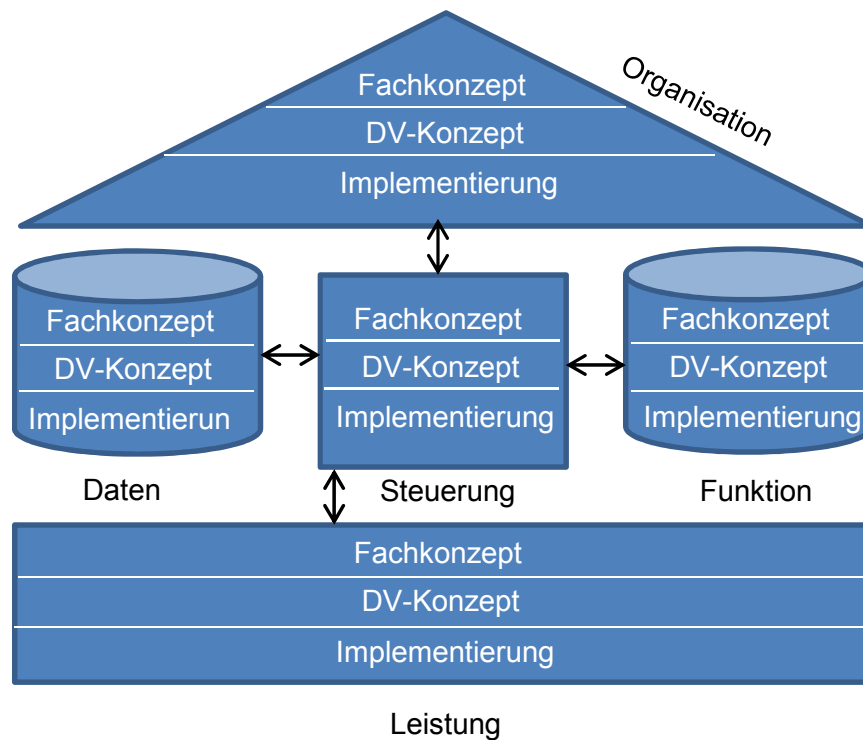 Fachkonzept
DV-Konzept
Implementierung
Organisation
Fachkonzept
DV-Konzept
Implementierun
Daten
Fachkonzept
DV-Konzept
Implementierung
Steuerung
Fachkonzept
DV-Konzept
Implementierung
Funktion
Fachkonzept
DV-Konzept
Implementierung
Leistung